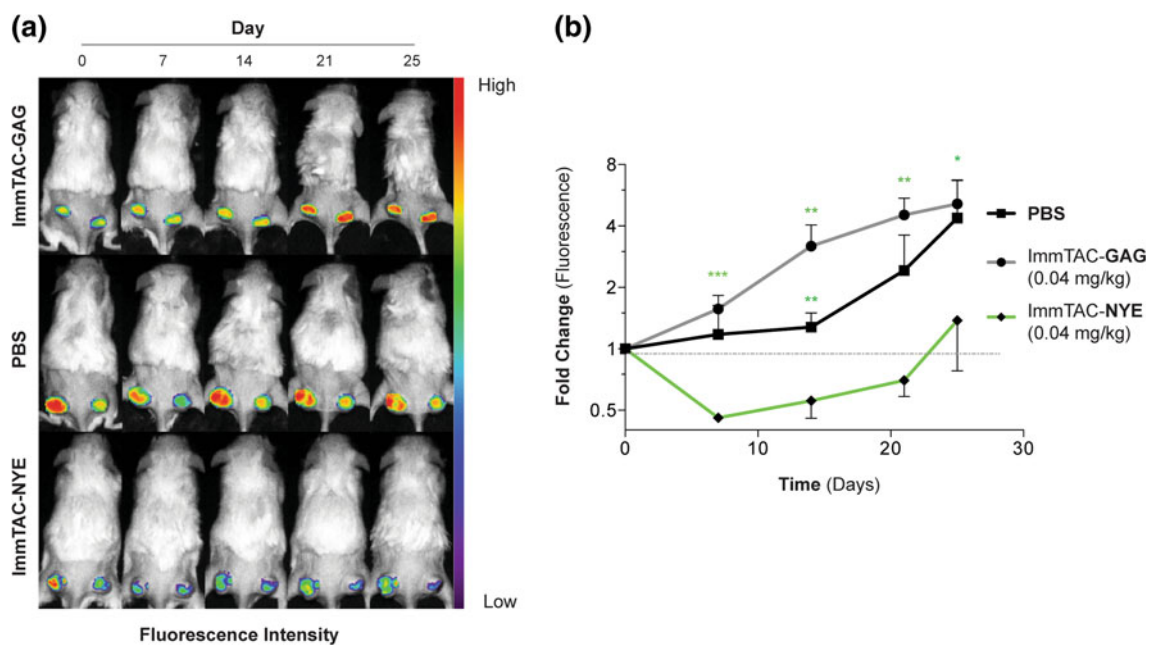 (a)
Day
0 7 14 21 25
ImmTAC-GAG
PBS
ImmTAC-NYE
High
Low
Fluorescence Intensity
(b)
Fold Change (Fluorescence)
8
4
2
1
0.5
***
**
**
**
*
0 10 20 30
Time (Days)
PBS
ImmTAC-GAG
(0.04 mg/kg)
ImmTAC-NYE
(0.04 mg/kg)